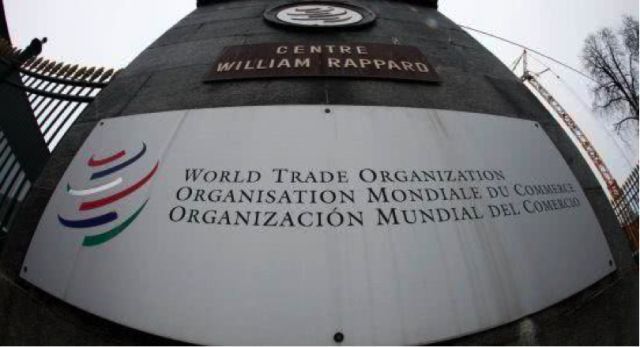 CENTRE
WILLIAM RAPPARD
WORLD TRADE ORGANIZATION
ORGANISATION MONDIALE DU COMMERCE
ORGANIZACIÓN MUNDIAL DEL COMERCIO